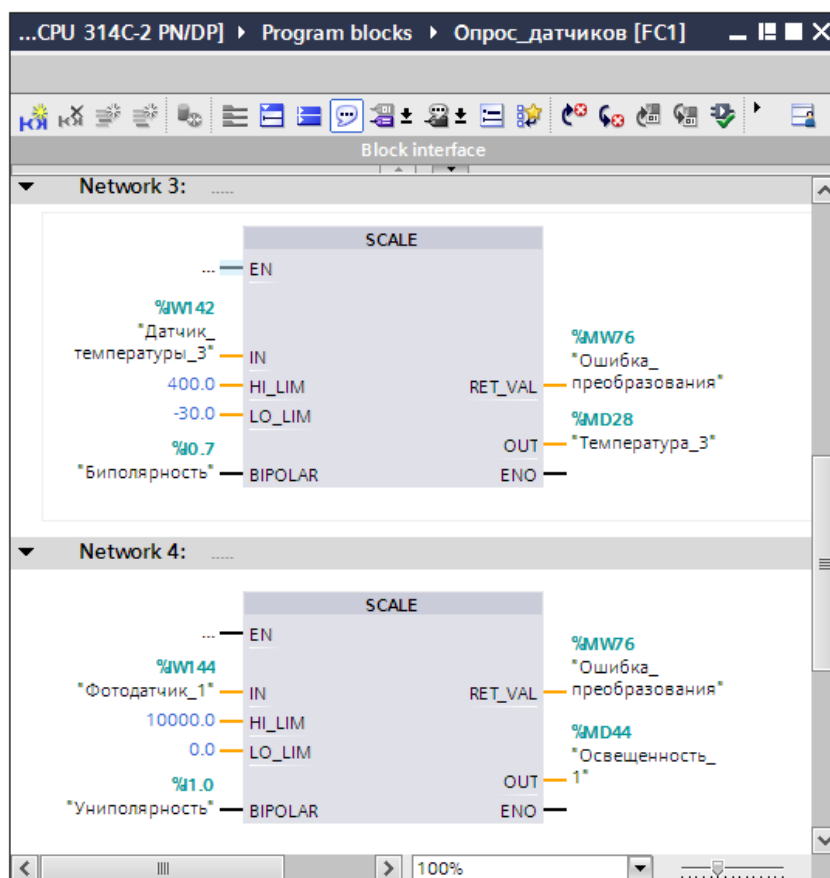 ...CPU 314C-2 PN/DP] ▸ Program blocks ▸ Опрос_датчиков [FC1]
Block interface
Network 3: .....
SCALE
... EN
%IW142
"Датчик_
температуры_3" IN
400.0 HI_LIM
-30.0 LO_LIM
%I0.7
"Биполярность" BIPOLAR
%MW76
"Ошибка_
RET_VAL преобразования"
%MD28
OUT "Температура_3"
ENO
Network 4: .....
SCALE
... EN
%IW144
"Фотодатчик_1" IN
10000.0 HI_LIM
0.0 LO_LIM
%I1.0
"Униполярность" BIPOLAR
%MW76
"Ошибка_
RET_VAL преобразования"
%MD44
"Освещенность_
OUT 1"
ENO
100%